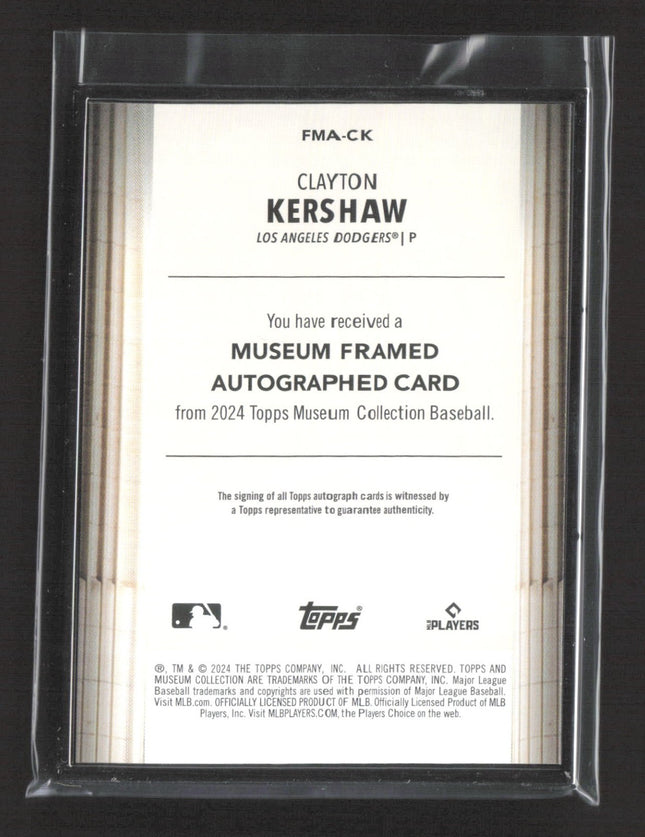 FMA-CK
CLAYTON
KERSHAW
LOS ANGELES DODGERS® | P
You have received a
MUSEUM FRAMED
AUTOGRAPHED CARD
from 2024 Topps Museum Collection Baseball.
The signing of all Topps autograph cards is witnessed by
a Topps representative to guarantee authenticity.
® topps® MLB PLAYERS
®, TM & © 2024 THE TOPPS COMPANY, INC. ALL RIGHTS RESERVED. TOPPS AND
MUSEUM COLLECTION ARE TRADEMARKS OF THE TOPPS COMPANY, INC. Major League
Baseball trademarks and copyrights are used with permission of Major League Baseball.
Visit MLB.com. OFFICIALLY LICENSED PRODUCT OF MLB. Officially Licensed Product of MLB
Players, Inc. Visit MLBPLAYERS.COM, the Players Choice on the web.